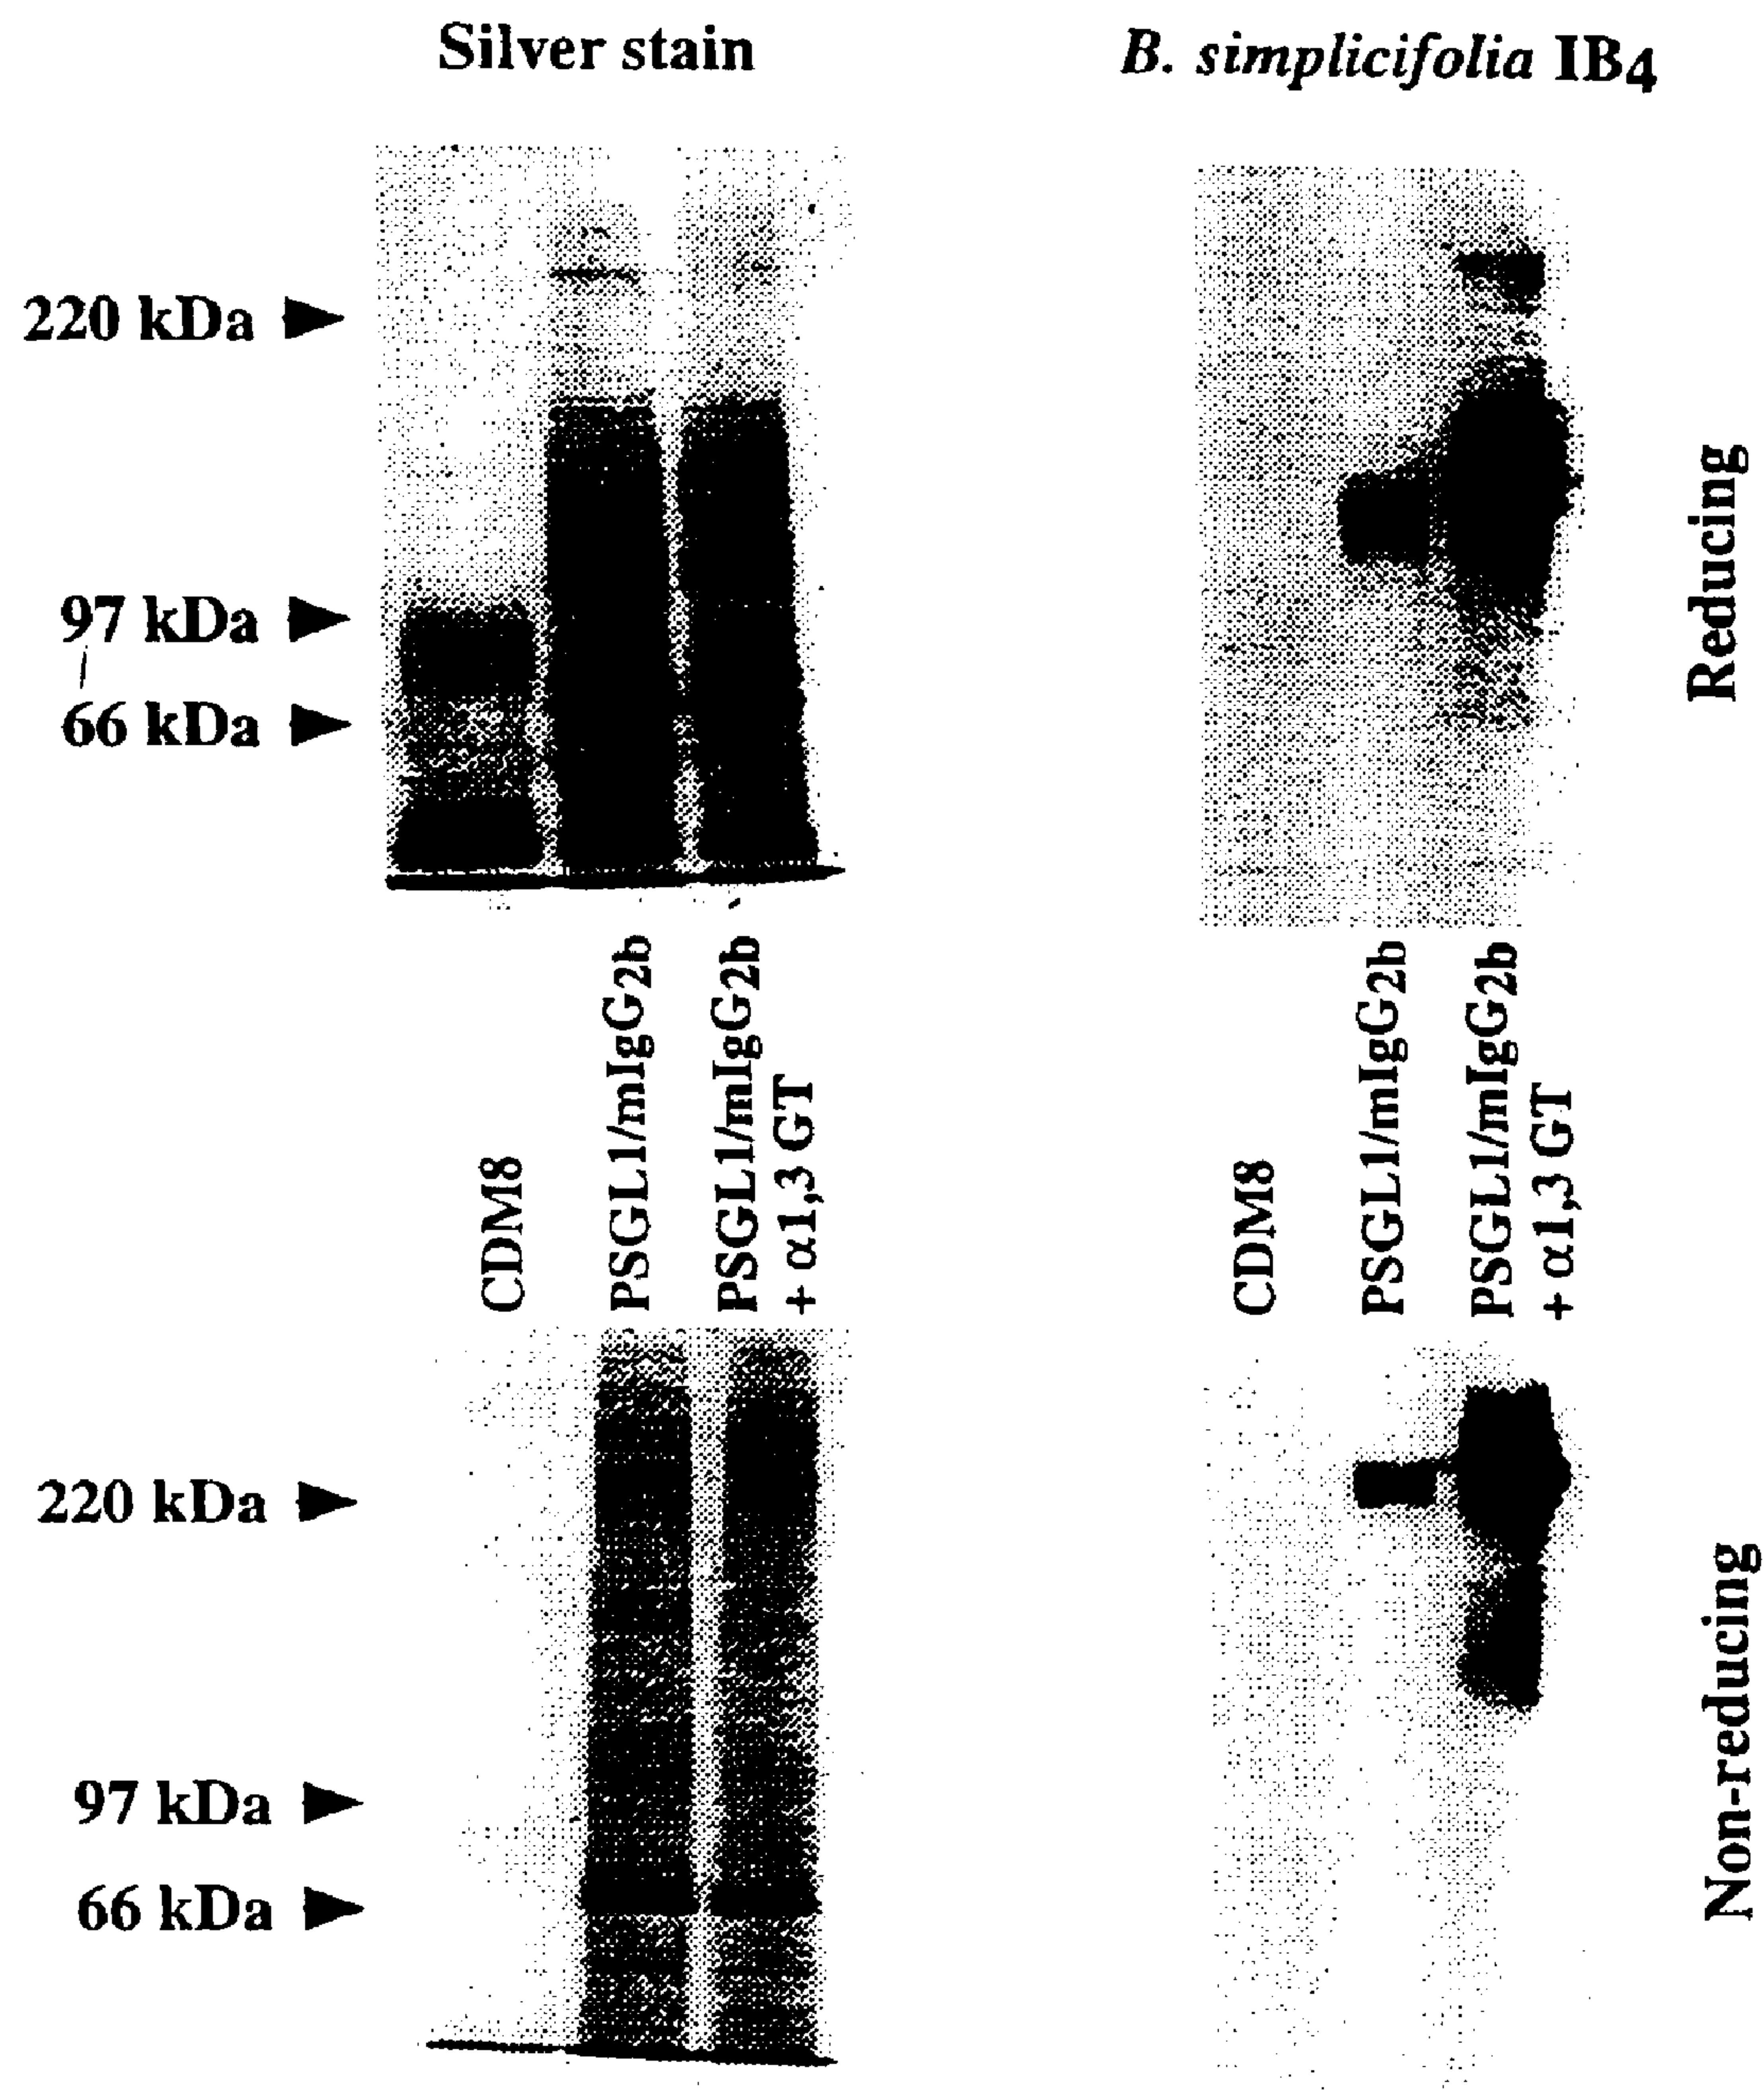 Silver stain
B. simplicifolia IB4
220 kDa
97 kDa
66 kDa
Reducing
CDM8
PSGL1/mIgG2b
PSGL1/mIgG2b
+ α1,3 GT
CDM8
PSGL1/mIgG2b
PSGL1/mIgG2b
+ α1,3 GT
220 kDa
97 kDa
66 kDa
Non-reducing